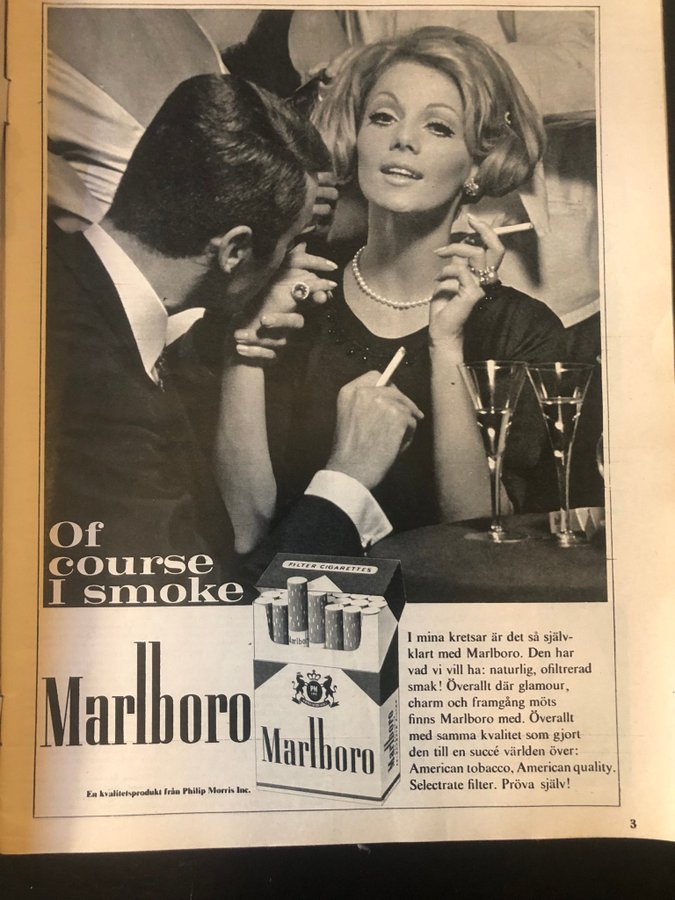 Of
course
I smoke
FILTER CIGARETTES
Marlboro
Marlboro
Marlboro
I mina kretsar är det så själv-
klart med Marlboro. Den har
vad vi vill ha: naturlig, ofiltrerad
smak! Överallt där glamour,
charm och framgång möts
finns Marlboro med. Överallt
med samma kvalitet som gjort
den till en succé världen över:
American tobacco, American quality.
Selectrate filter. Pröva själv!
En kvalitetsprodukt från Philip Morris Inc.
3